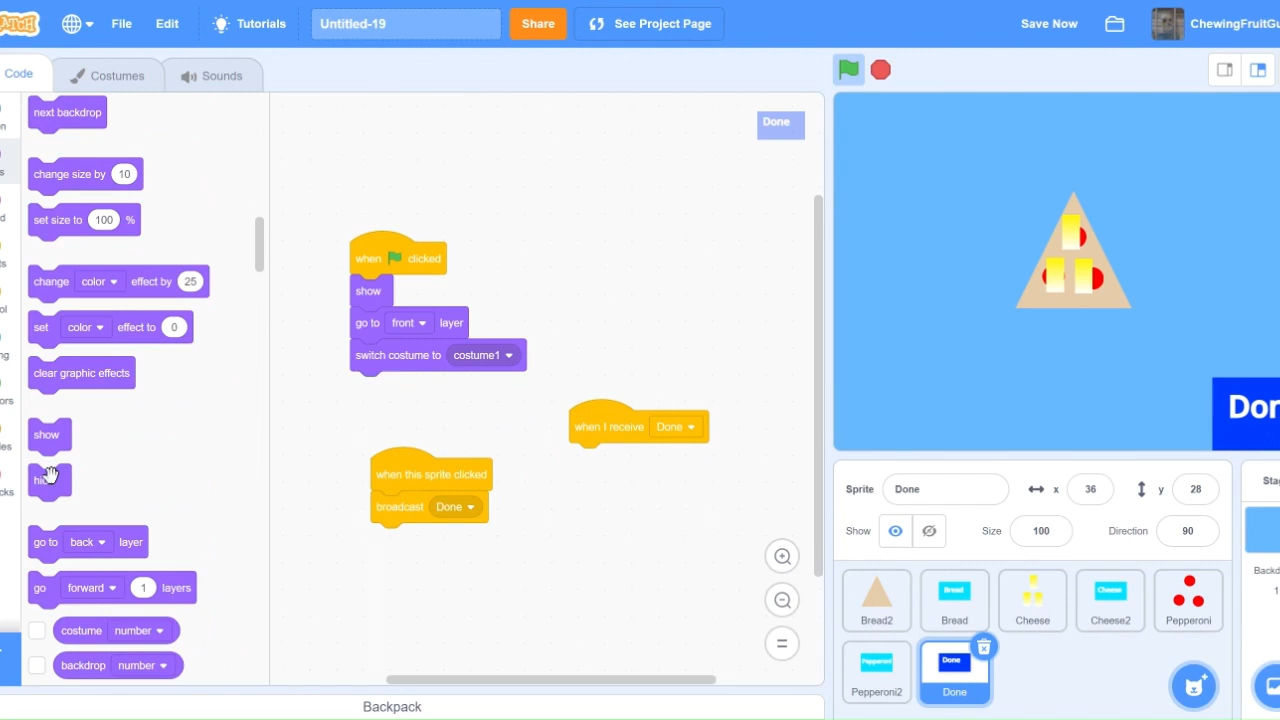 File Edit Tutorials Untitled-19 Share See Project Page Save Now ChewingFruitGu
Code Costumes Sounds
next backdrop
change size by 10
set size to 100 %
change color effect by 25
set color effect to 0
clear graphic effects
show
go to back layer
go forward 1 layers
costume number
backdrop number
Done
when clicked
show
go to front layer
switch costume to costume1
when I receive Done
when this sprite clicked
broadcast Done
Backpack
Don
Sprite Done x 36 y 28
Show Size 100 Direction 90
Bread2
Bread
Bread
Cheese
Cheese
Cheese2
Pepperoni
Pepperoni
Pepperoni2
Done
Done
Stag
Backd
1